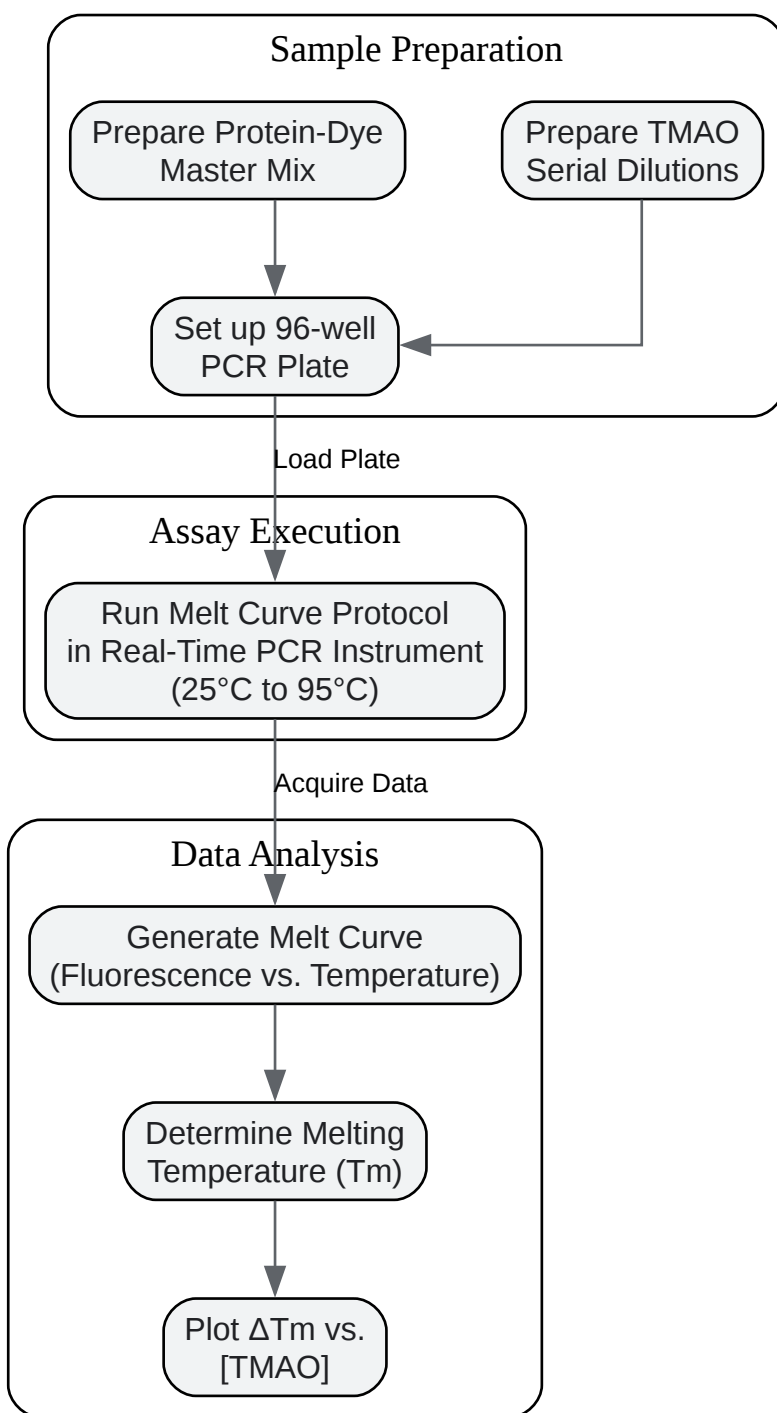 Sample Preparation
Prepare Protein-Dye
Master Mix
Prepare TMAO
Serial Dilutions
Set up 96-well
PCR Plate
Load Plate
Assay Execution
Run Melt Curve Protocol
in Real-Time PCR Instrument
(25°C to 95°C)
Acquire Data
Data Analysis
Generate Melt Curve
(Fluorescence vs. Temperature)
Determine Melting
Temperature (Tm)
Plot ΔTm vs.
[TMAO]